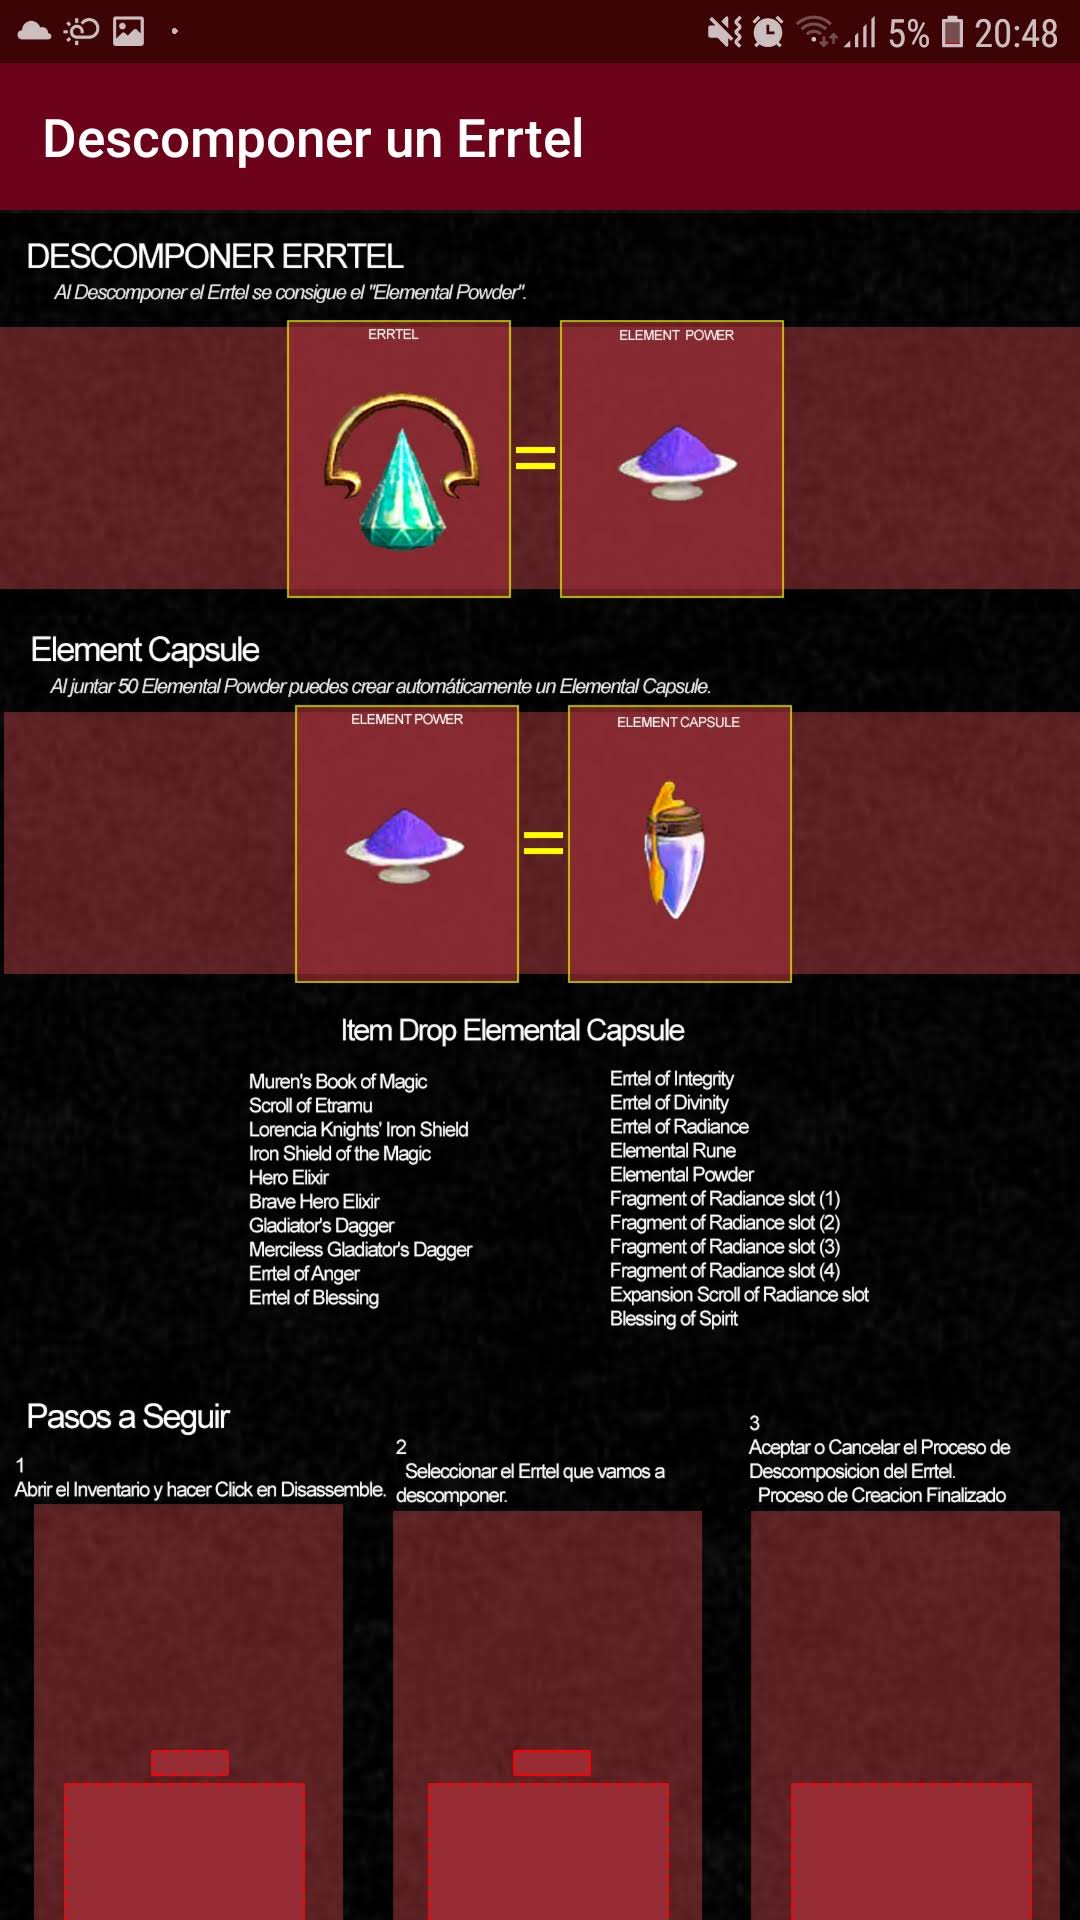 5% 20:48
Descomponer un Errtel
DESCOMPONER ERRTEL
Al Descomponer el Errtel se consigue el "Elemental Powder".
ERRTEL
ELEMENT POWER
Element Capsule
Al juntar 50 Elemental Powder puedes crear automáticamente un Elemental Capsule.
ELEMENT POWER
ELEMENT CAPSULE
Item Drop Elemental Capsule
Muren's Book of Magic
Scroll of Etramu
Lorencia Knights' Iron Shield
Iron Shield of the Magic
Hero Elixir
Brave Hero Elixir
Gladiator's Dagger
Merciless Gladiator's Dagger
Errtel of Anger
Errtel of Blessing
Errtel of Integrity
Errtel of Divinity
Errtel of Radiance
Elemental Rune
Elemental Powder
Fragment of Radiance slot (1)
Fragment of Radiance slot (2)
Fragment of Radiance slot (3)
Fragment of Radiance slot (4)
Expansion Scroll of Radiance slot
Blessing of Spirit
Pasos a Seguir
1
Abrir el Inventario y hacer Click en Disassemble.
2
Seleccionar el Errtel que vamos a
descomponer.
3
Aceptar o Cancelar el Proceso de
Descomposicion del Errtel.
Proceso de Creacion Finalizado